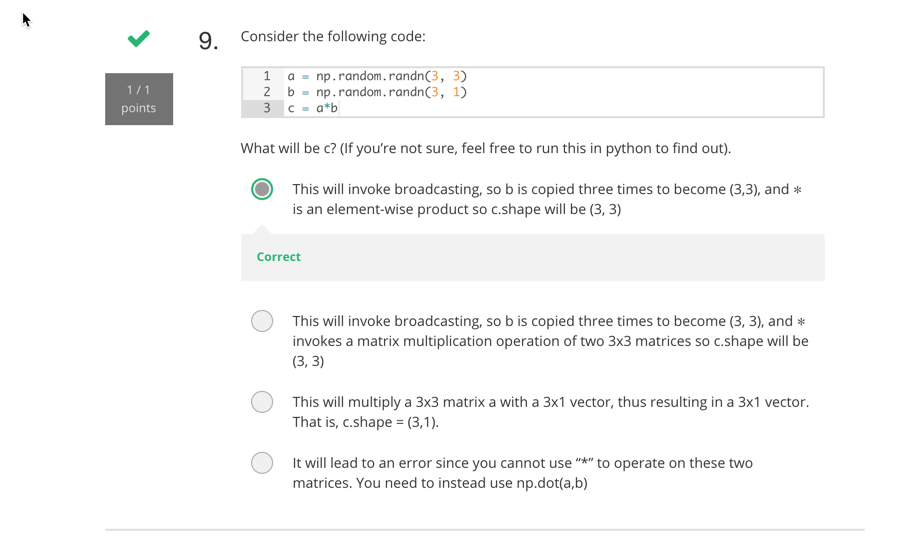 9. Consider the following code:
1 / 1
points
1 a = np.random.randn(3, 3)
2 b = np.random.randn(3, 1)
3 c = a*b
What will be c? (If you’re not sure, feel free to run this in python to find out).
This will invoke broadcasting, so b is copied three times to become (3,3), and ∗
is an element-wise product so c.shape will be (3, 3)
Correct
This will invoke broadcasting, so b is copied three times to become (3, 3), and ∗
invokes a matrix multiplication operation of two 3x3 matrices so c.shape will be
(3, 3)
This will multiply a 3x3 matrix a with a 3x1 vector, thus resulting in a 3x1 vector.
That is, c.shape = (3,1).
It will lead to an error since you cannot use “*” to operate on these two
matrices. You need to instead use np.dot(a,b)